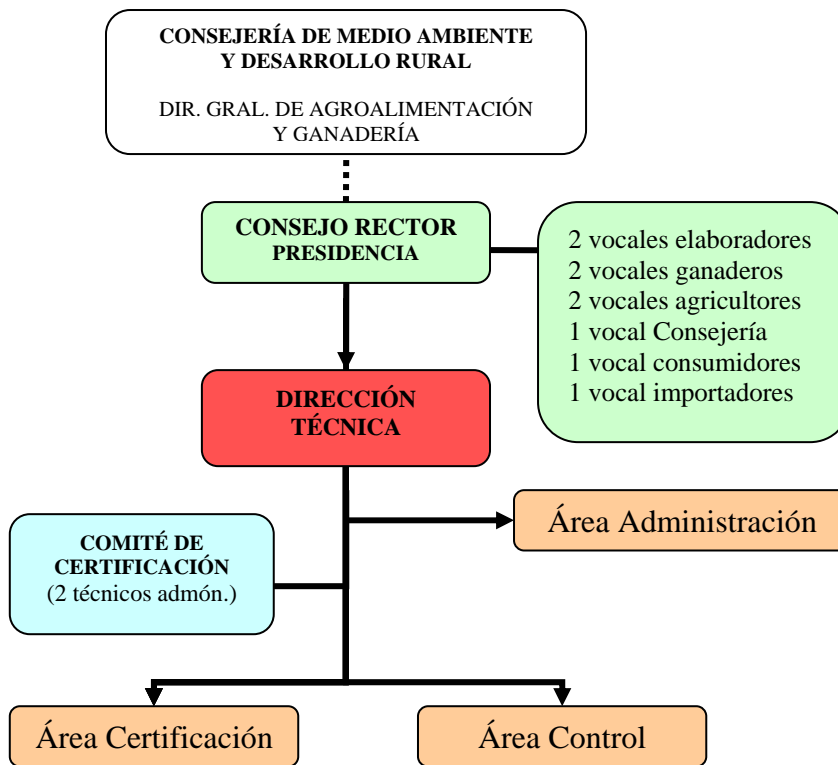 CONSEJERÍA DE MEDIO AMBIENTE
Y DESARROLLO RURAL
DIR. GRAL. DE AGROALIMENTACIÓN
Y GANADERÍA
CONSEJO RECTOR
PRESIDENCIA
2 vocales elaboradores
2 vocales ganaderos
2 vocales agricultores
1 vocal Consejería
1 vocal consumidores
1 vocal importadores
DIRECCIÓN
TÉCNICA
Área Administración
COMITÉ DE
CERTIFICACIÓN
(2 técnicos admón.)
Área Certificación
Área Control